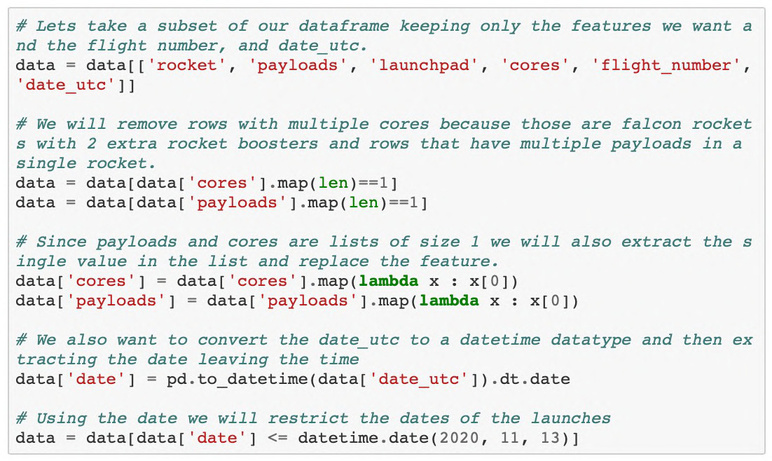 # Lets take a subset of our dataframe keeping only the features we want a
nd the flight number, and date_utc.
data = data[['rocket', 'payloads', 'launchpad', 'cores', 'flight_number',
'date_utc']]

# We will remove rows with multiple cores because those are falcon rocket
s with 2 extra rocket boosters and rows that have multiple payloads in a
single rocket.
data = data[data['cores'].map(len)==1]
data = data[data['payloads'].map(len)==1]

# Since payloads and cores are lists of size 1 we will also extract the s
ingle value in the list and replace the feature.
data['cores'] = data['cores'].map(lambda x : x[0])
data['payloads'] = data['payloads'].map(lambda x : x[0])

# We also want to convert the date_utc to a datetime datatype and then ex
tracting the date leaving the time
data['date'] = pd.to_datetime(data['date_utc']).dt.date

# Using the date we will restrict the dates of the launches
data = data[data['date'] <= datetime.date(2020, 11, 13)]